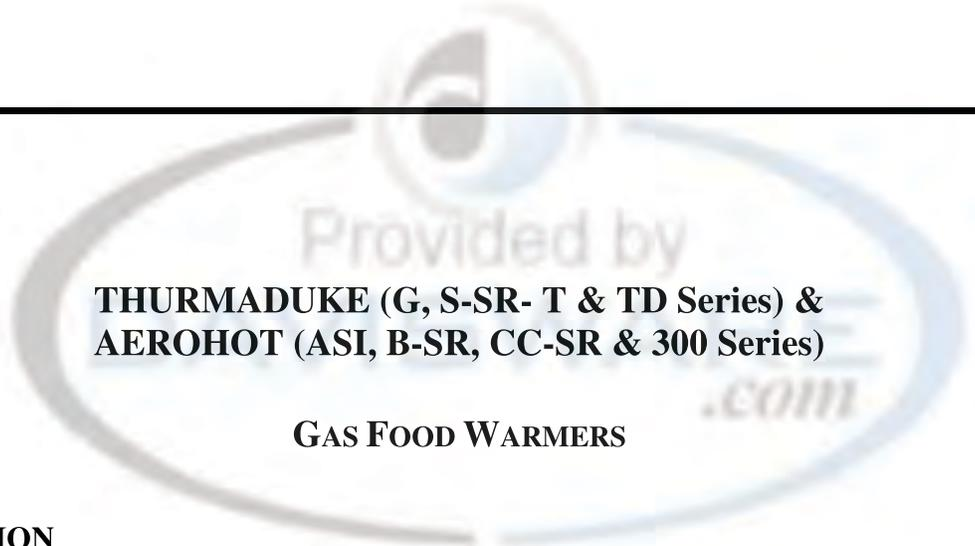 Provided by
THURMADUKE (G, S-SR- T & TD Series) &
AEROHOT (ASI, B-SR, CC-SR & 300 Series)
.com
GAS FOOD WARMERS
ION